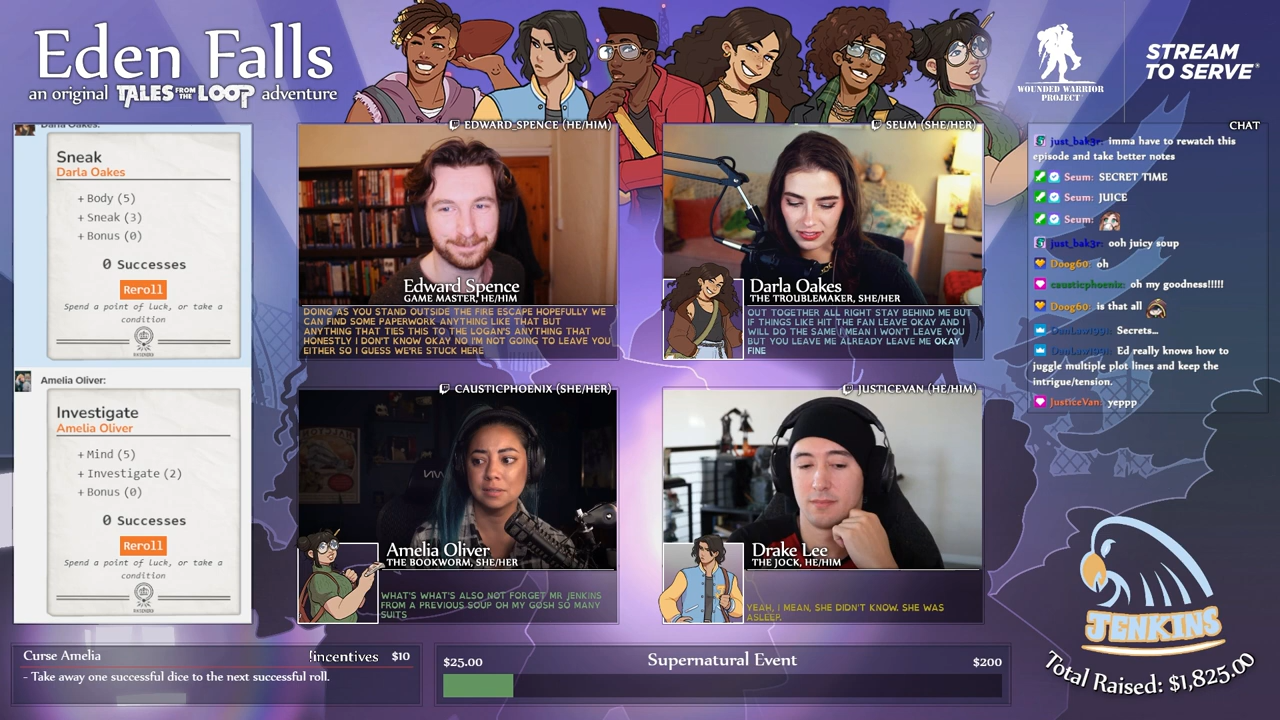 Eden Falls
an original TALES FROM THE LOOP adventure
WOUNDED WARRIOR
PROJECT
STREAM
TO SERVE
Darla Oakes:
Sneak
Darla Oakes
+ Body (5)
+ Sneak (3)
+ Bonus (0)
0 Successes
Reroll
Spend a point of luck, or take a
condition
Amelia Oliver:
Investigate
Amelia Oliver
+ Mind (5)
+ Investigate (2)
+ Bonus (0)
0 Successes
Reroll
Spend a point of luck, or take a
condition
EDWARD_SPENCE (HE/HIM)
Edward Spence
GAME MASTER, HE/HIM
DOING AS YOU STAND OUTSIDE THE FIRE ESCAPE HOPEFULLY WE
CAN FIND SOME PAPERWORK ANYTHING LIKE THAT BUT
ANYTHING THAT TIES THIS TO THE LOGAN'S ANYTHING THAT
HONESTLY I DON'T KNOW OKAY NO I'M NOT GOING TO LEAVE YOU
EITHER SO I GUESS WE'RE STUCK HERE
SEUM (SHE/HER)
Darla Oakes
THE TROUBLEMAKER, SHE/HER
OUT TOGETHER ALL RIGHT STAY BEHIND ME BUT
IF THINGS LIKE HIT THE FAN LEAVE OKAY AND I
WILL DO THE SAME I MEAN I WON'T LEAVE YOU
BUT YOU LEAVE ME ALREADY LEAVE ME OKAY
FINE
CAUSTICPHOENIX (SHE/HER)
Amelia Oliver
THE BOOKWORM, SHE/HER
WHAT'S WHAT'S ALSO NOT FORGET MR JENKINS
FROM A PREVIOUS SOUP OH MY GOSH SO MANY
SUITS
JUSTICEVAN (HE/HIM)
Drake Lee
THE JOCK, HE/HIM
YEAH, I MEAN, SHE DIDN'T KNOW. SHE WAS
ASLEEP.
CHAT
just_bak3r: imma have to rewatch this
episode and take better notes
Seum: SECRET TIME
Seum: JUICE
Seum:
just_bak3r: ooh juicy soup
Doog60: oh
causticphoenix: oh my goodness!!!!!
Doog60: is that all
DanLaw1991: Secrets...
DanLaw1991: Ed really knows how to
juggle multiple plot lines and keep the
intrigue/tension.
JusticeVan: yeppp
Curse Amelia !incentives $10
- Take away one successful dice to the next successful roll.
$25.00 Supernatural Event $200
JENKINS
Total Raised: $1,825.00